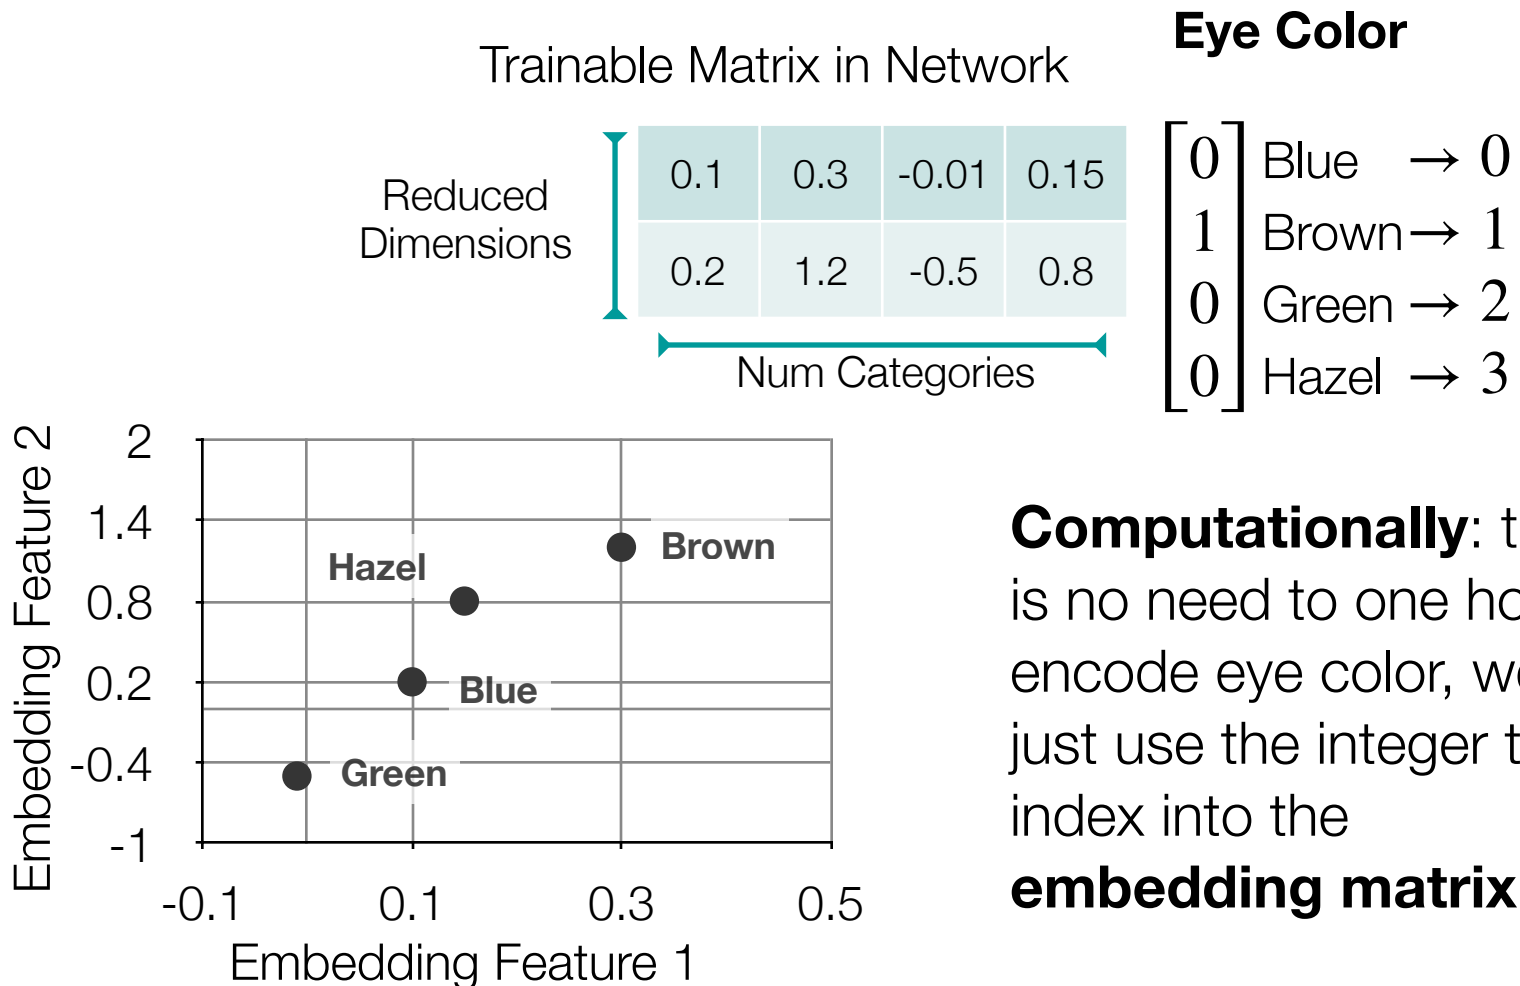 Eye Color
Trainable Matrix in Network
Reduced
Dimensions
0.1 0.3 -0.01 0.15
0.2 1.2 -0.5 0.8
Num Categories
0 Blue → 0
1 Brown → 1
0 Green → 2
0 Hazel → 3
Embedding Feature 2
2
1.4
0.8
0.2
-0.4
-1
Brown
Hazel
Blue
Green
-0.1 0.1 0.3 0.5
Embedding Feature 1
Computationally: t
is no need to one ho
encode eye color, w
just use the integer t
index into the
embedding matrix